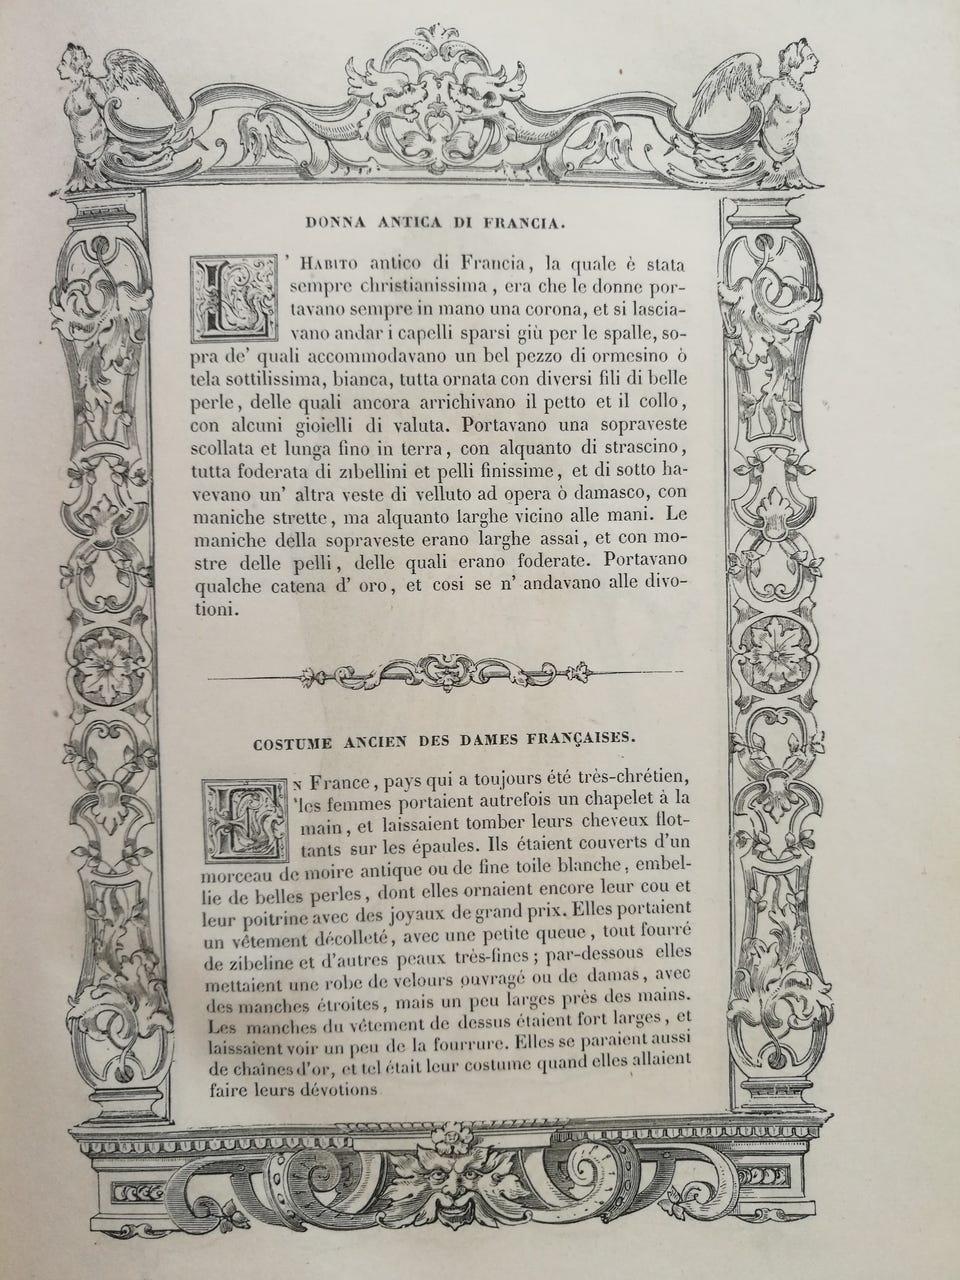 DONNA ANTICA DI FRANCIA.
L' HABITO antico di Francia, la quale è stata
sempre christianissima, era che le donne por-
tavano sempre in mano una corona, et si lascia-
vano andar i capelli sparsi giù per le spalle, so-
pra de' quali accommodavano un bel pezzo di ormesino ò
tela sottilissima, bianca, tutta ornata con diversi fili di belle
perle, delle quali ancora arrichivano il petto et il collo,
con alcuni gioielli di valuta. Portavano una sopraveste
scollata et lunga fino in terra, con alquanto di strascino,
tutta foderata di zibellini et pelli finissime, et di sotto ha-
vevano un' altra veste di velluto ad opera ò damasco, con
maniche strette, ma alquanto larghe vicino alle mani. Le
maniche della sopraveste erano larghe assai, et con mo-
stre delle pelli, delle quali erano foderate. Portavano
qualche catena d' oro, et cosi se n' andavano alle divo-
tioni.
COSTUME ANCIEN DES DAMES FRANÇAISES.
EN France, pays qui a toujours été très-chrétien,
les femmes portaient autrefois un chapelet à la
main, et laissaient tomber leurs cheveux flot-
tants sur les épaules. Ils étaient couverts d'un
morceau de moire antique ou de fine toile blanche, embel-
lie de belles perles, dont elles ornaient encore leur cou et
leur poitrine avec des joyaux de grand prix. Elles portaient
un vêtement décolleté, avec une petite queue, tout fourré
de zibeline et d'autres peaux très-fines; par-dessous elles
mettaient une robe de velours ouvragé ou de damas, avec
des manches étroites, mais un peu larges près des mains.
Les manches du vêtement de dessus étaient fort larges, et
laissaient voir un peu de la fourrure. Elles se paraient aussi
de chaînes d'or, et tel était leur costume quand elles allaient
faire leurs dévotions